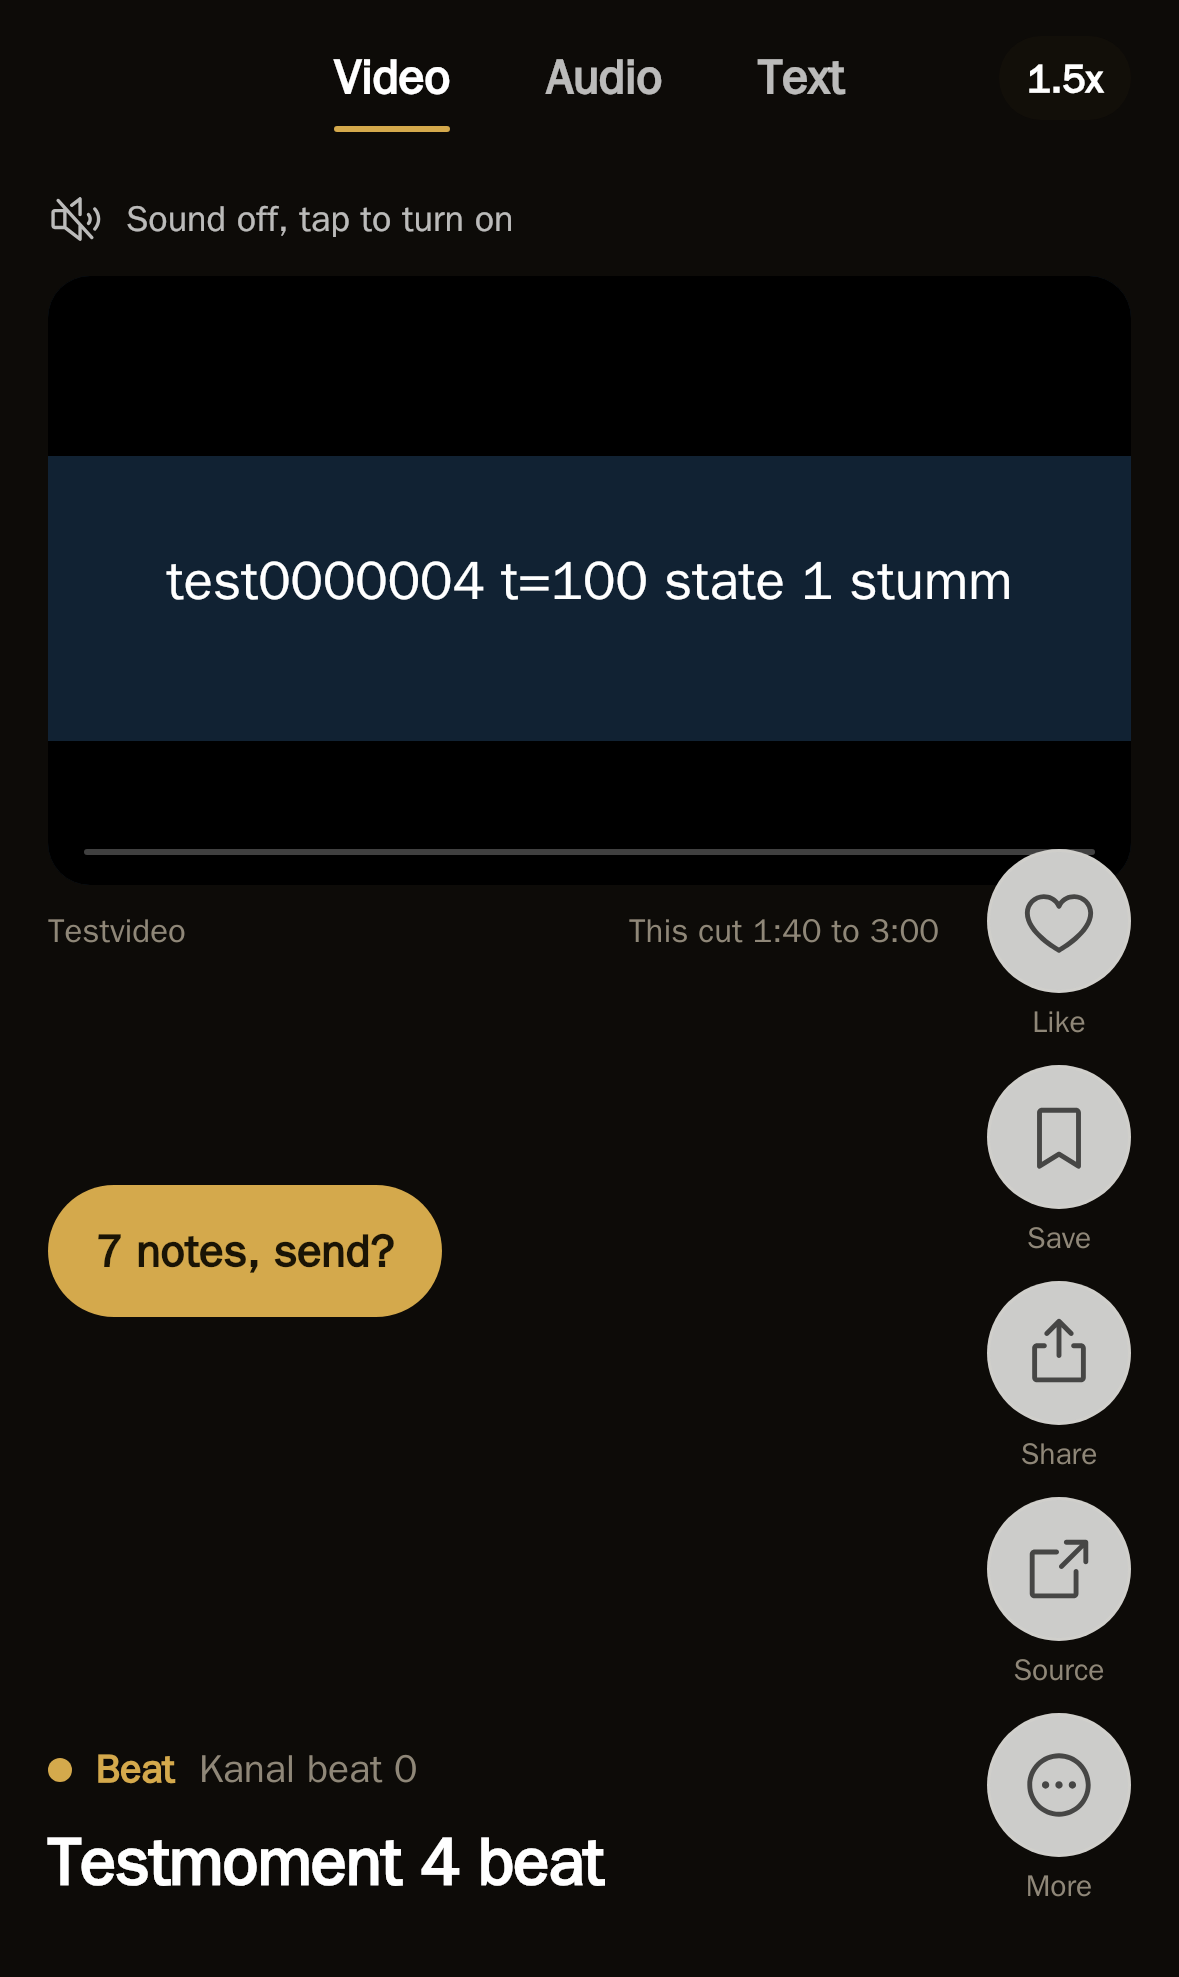 Video Audio Text 1.5x
Sound off, tap to turn on
test0000004 t=100 state 1 stumm
Testvideo This cut 1:40 to 3:00
Like
Save
7 notes, send?
Share
Source
Beat Kanal beat 0
Testmoment 4 beat
More